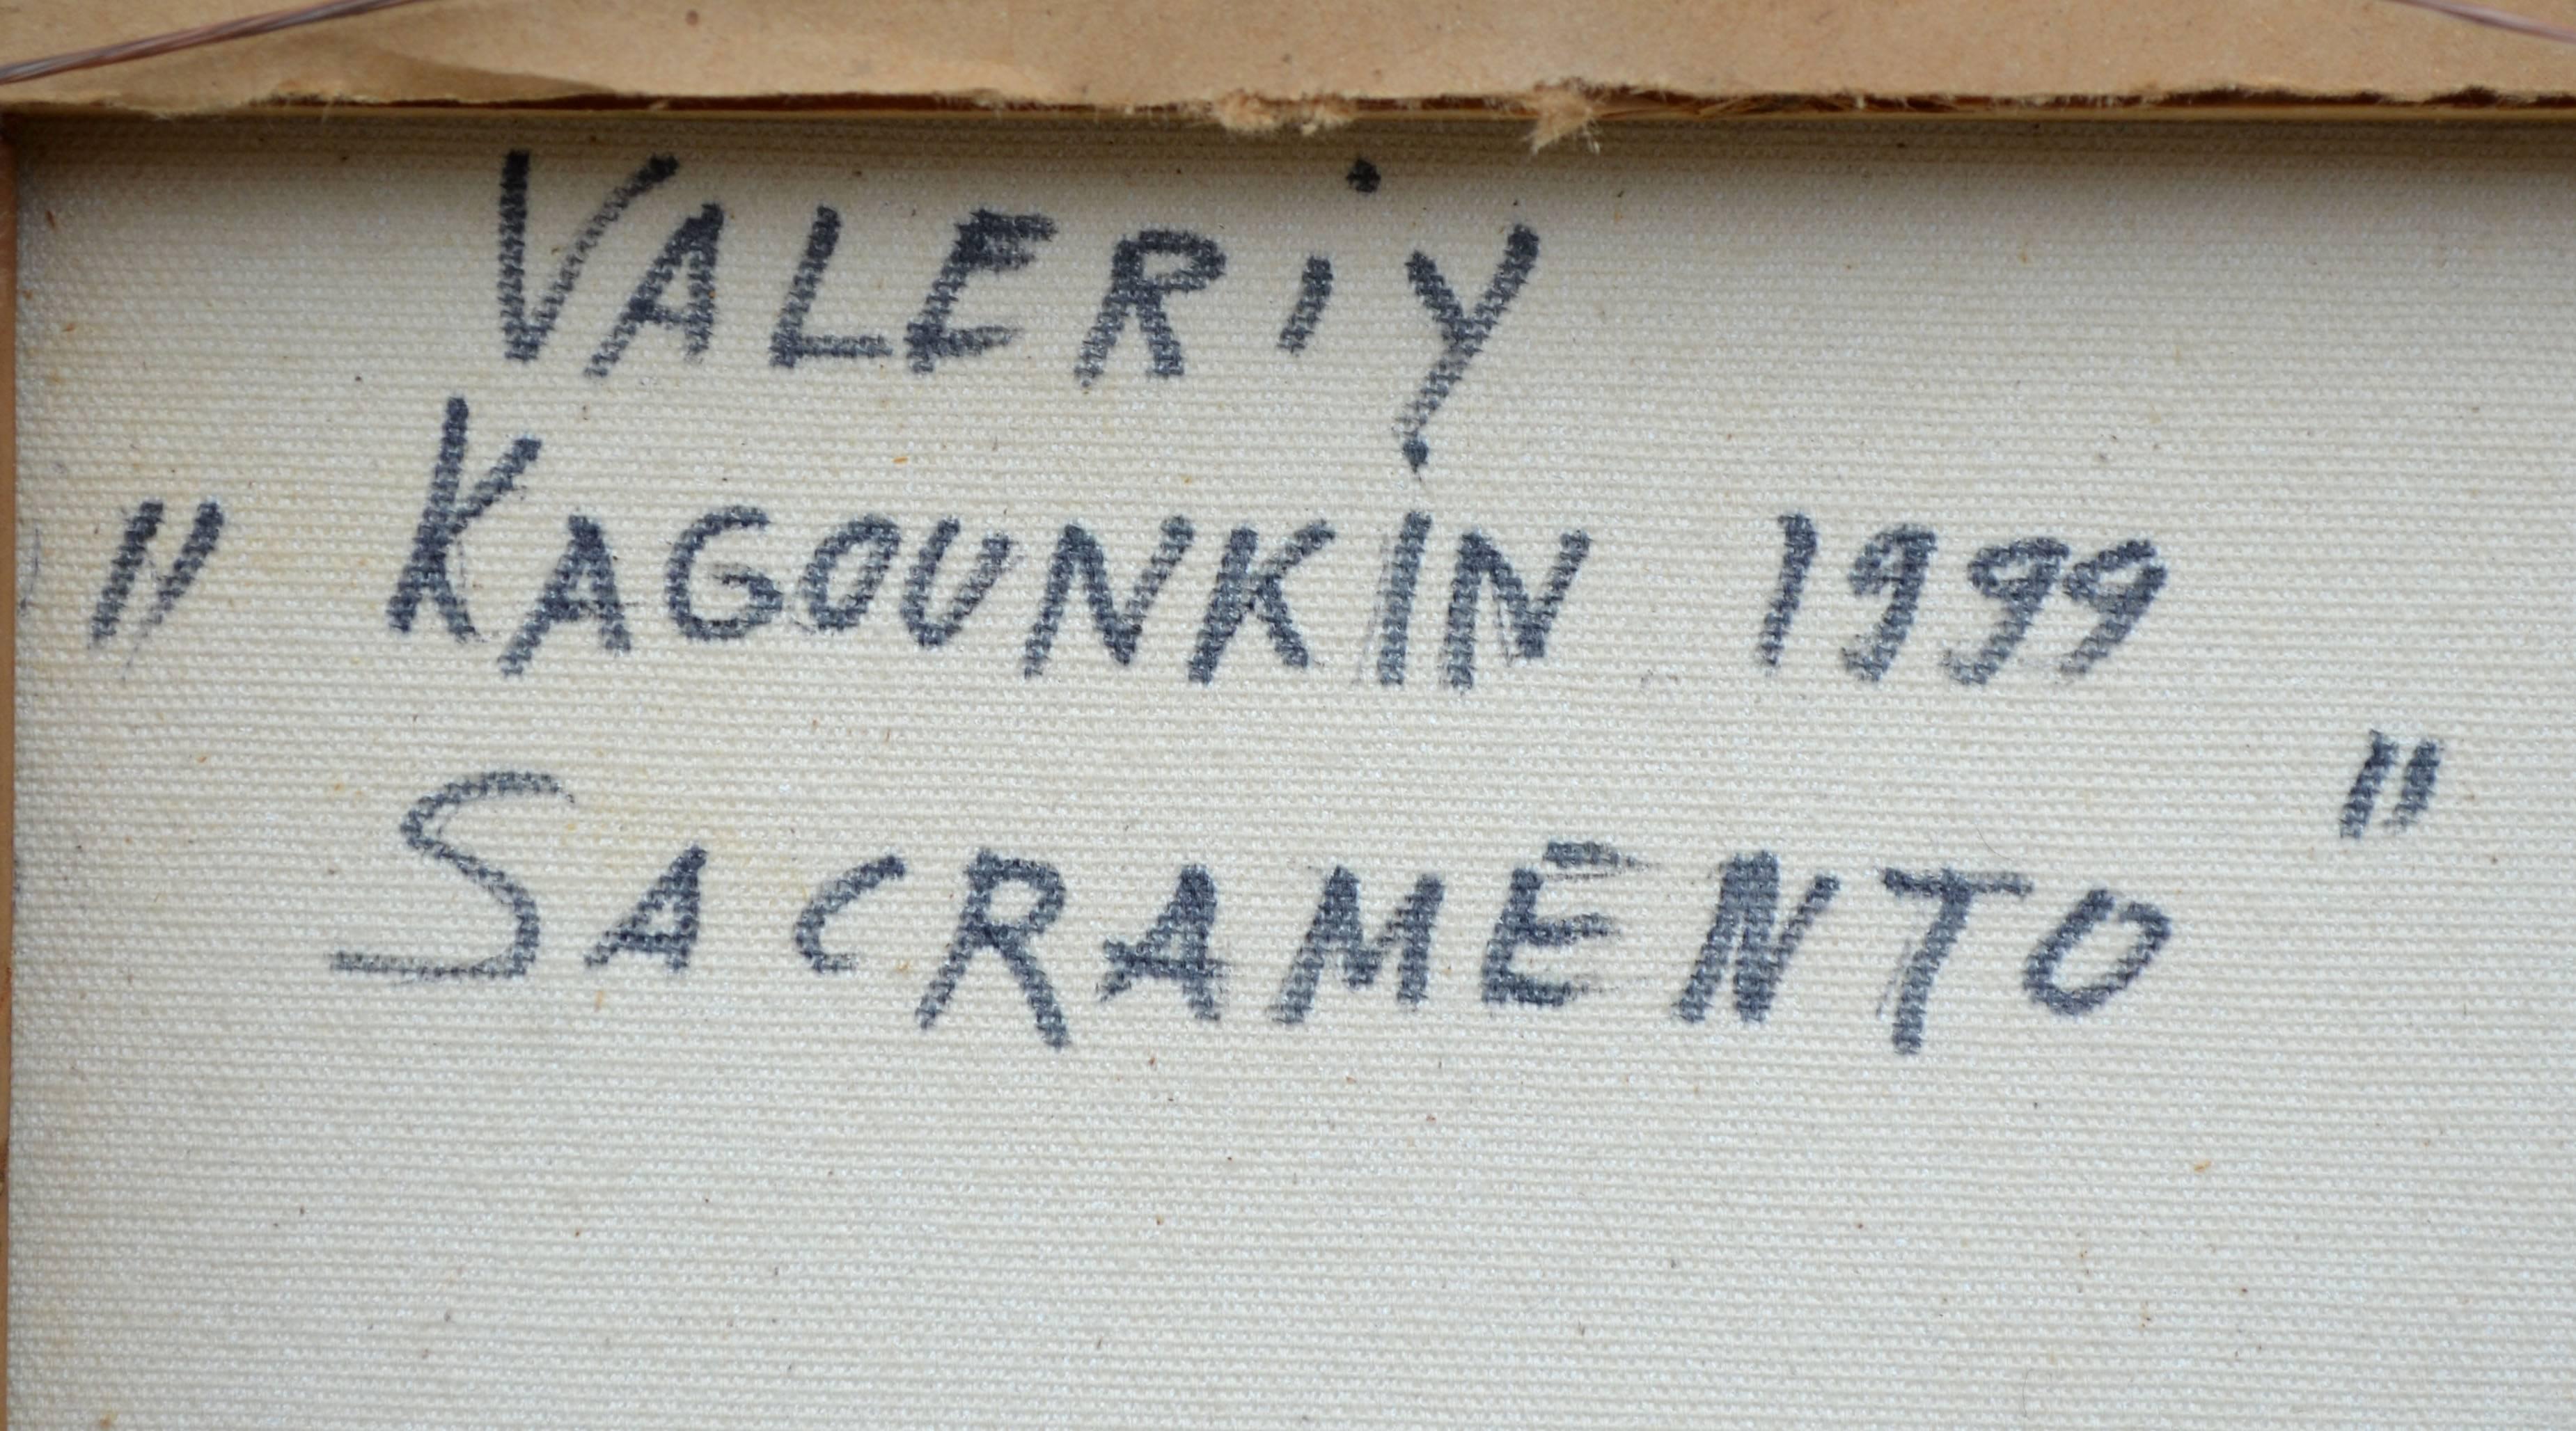 VALERiY
" KAGOUNKIN 1999
SACRAMENTO "